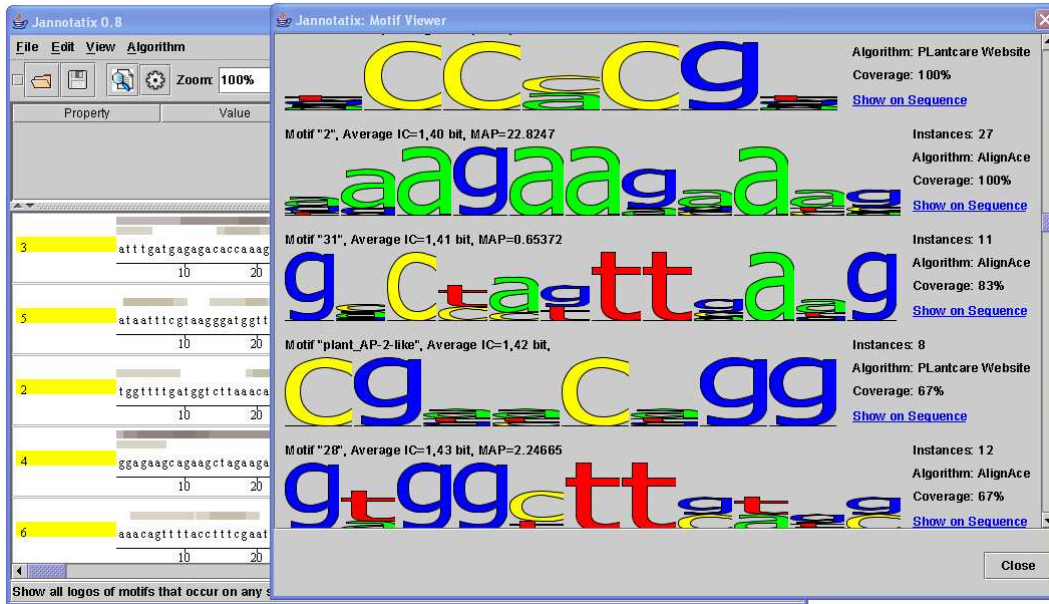 Jannotatix 0.8
File Edit View Algorithm
Zoom: 100%
Property Value
3
atttgatgagagacaccaaag
10 20
5
ataatttcgtaagggatggtt
10 20
2
tggttttgatggtcttaaaca
10 20
4
ggagaagcagaagctagaaga
10 20
6
aaacagttttacctttcgaat
10 20
Show all logos of motifs that occur on any s
Jannotatix: Motif Viewer
Algorithm: PLantcare Website
Coverage: 100%
Show on Sequence
Motif "2", Average IC=1,40 bit, MAP=22.8247
Instances: 27
Algorithm: AlignAce
Coverage: 100%
Show on Sequence
Motif "31", Average IC=1,41 bit, MAP=0.65372
Instances: 11
Algorithm: AlignAce
Coverage: 83%
Show on Sequence
Motif "plant_AP-2-like", Average IC=1,42 bit,
Instances: 8
Algorithm: PLantcare Website
Coverage: 67%
Show on Sequence
Motif "28", Average IC=1,43 bit, MAP=2.24665
Instances: 12
Algorithm: AlignAce
Coverage: 67%
Show on Sequence
Close